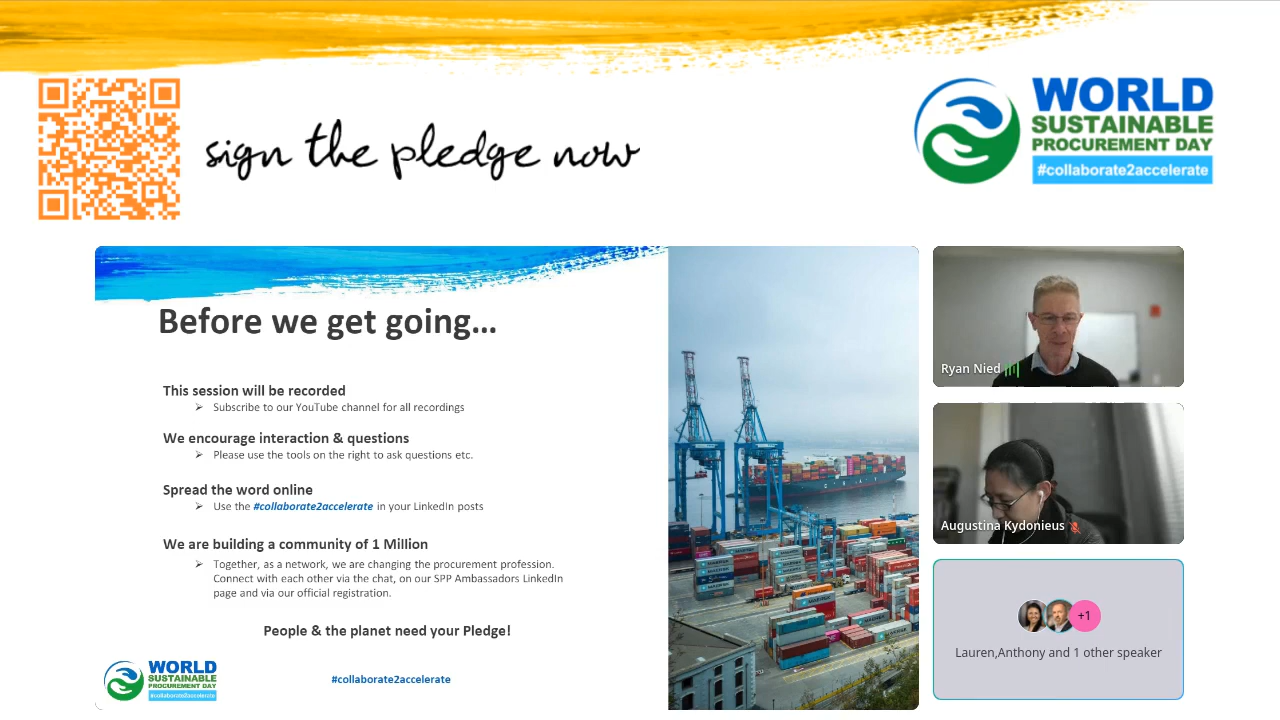 sign the pledge now
WORLD
SUSTAINABLE
PROCUREMENT DAY
#collaborate2accelerate
Before we get going...
This session will be recorded
➢ Subscribe to our YouTube channel for all recordings
We encourage interaction & questions
➢ Please use the tools on the right to ask questions etc.
Spread the word online
➢ Use the #collaborate2accelerate in your LinkedIn posts
We are building a community of 1 Million
➢ Together, as a network, we are changing the procurement profession.
Connect with each other via the chat, on our SPP Ambassadors LinkedIn
page and via our official registration.
People & the planet need your Pledge!
WORLD
SUSTAINABLE
PROCUREMENT DAY
#collaborate2accelerate
#collaborate2accelerate
Ryan Nied
Augustina Kydonieus
+1
Lauren,Anthony and 1 other speaker